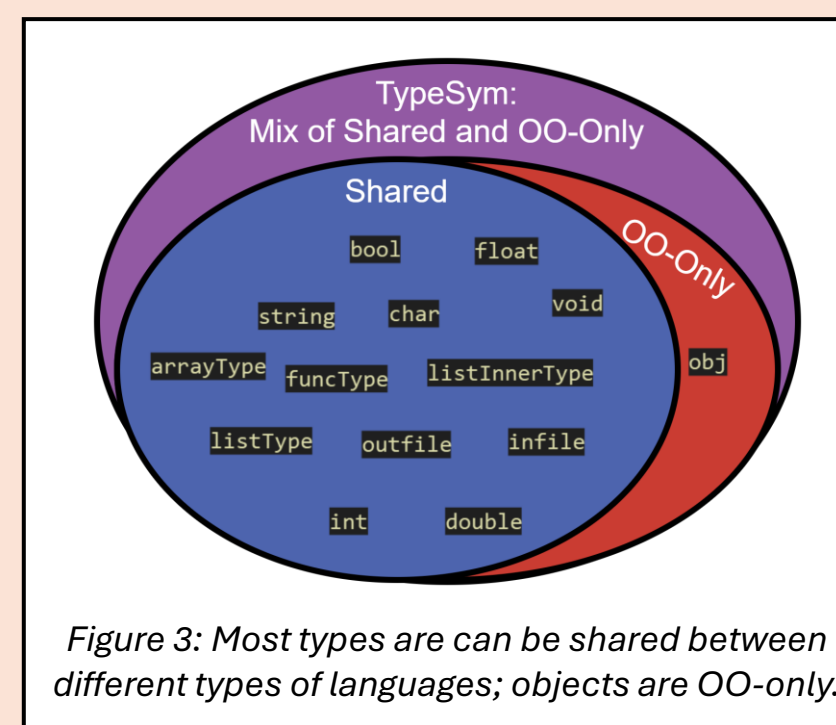 TypeSym:
Mix of Shared and OO-Only
Shared
OO-Only
bool float
string char void
arrayType funcType listInnerType obj
listType outfile infile
int double
Figure 3: Most types are can be shared between
different types of languages; objects are OO-only.